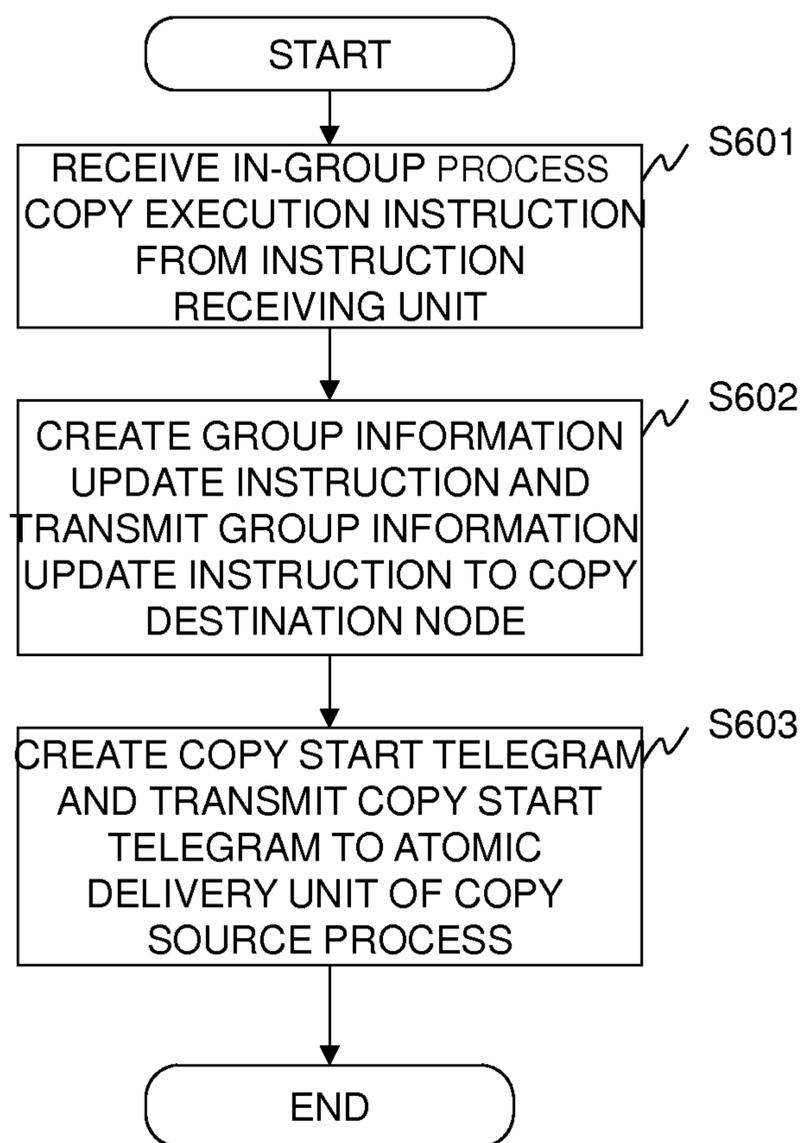 START
S601
RECEIVE IN-GROUP PROCESS
COPY EXECUTION INSTRUCTION
FROM INSTRUCTION
RECEIVING UNIT
S602
CREATE GROUP INFORMATION
UPDATE INSTRUCTION AND
TRANSMIT GROUP INFORMATION
UPDATE INSTRUCTION TO COPY
DESTINATION NODE
S603
CREATE COPY START TELEGRAM
AND TRANSMIT COPY START
TELEGRAM TO ATOMIC
DELIVERY UNIT OF COPY
SOURCE PROCESS
END